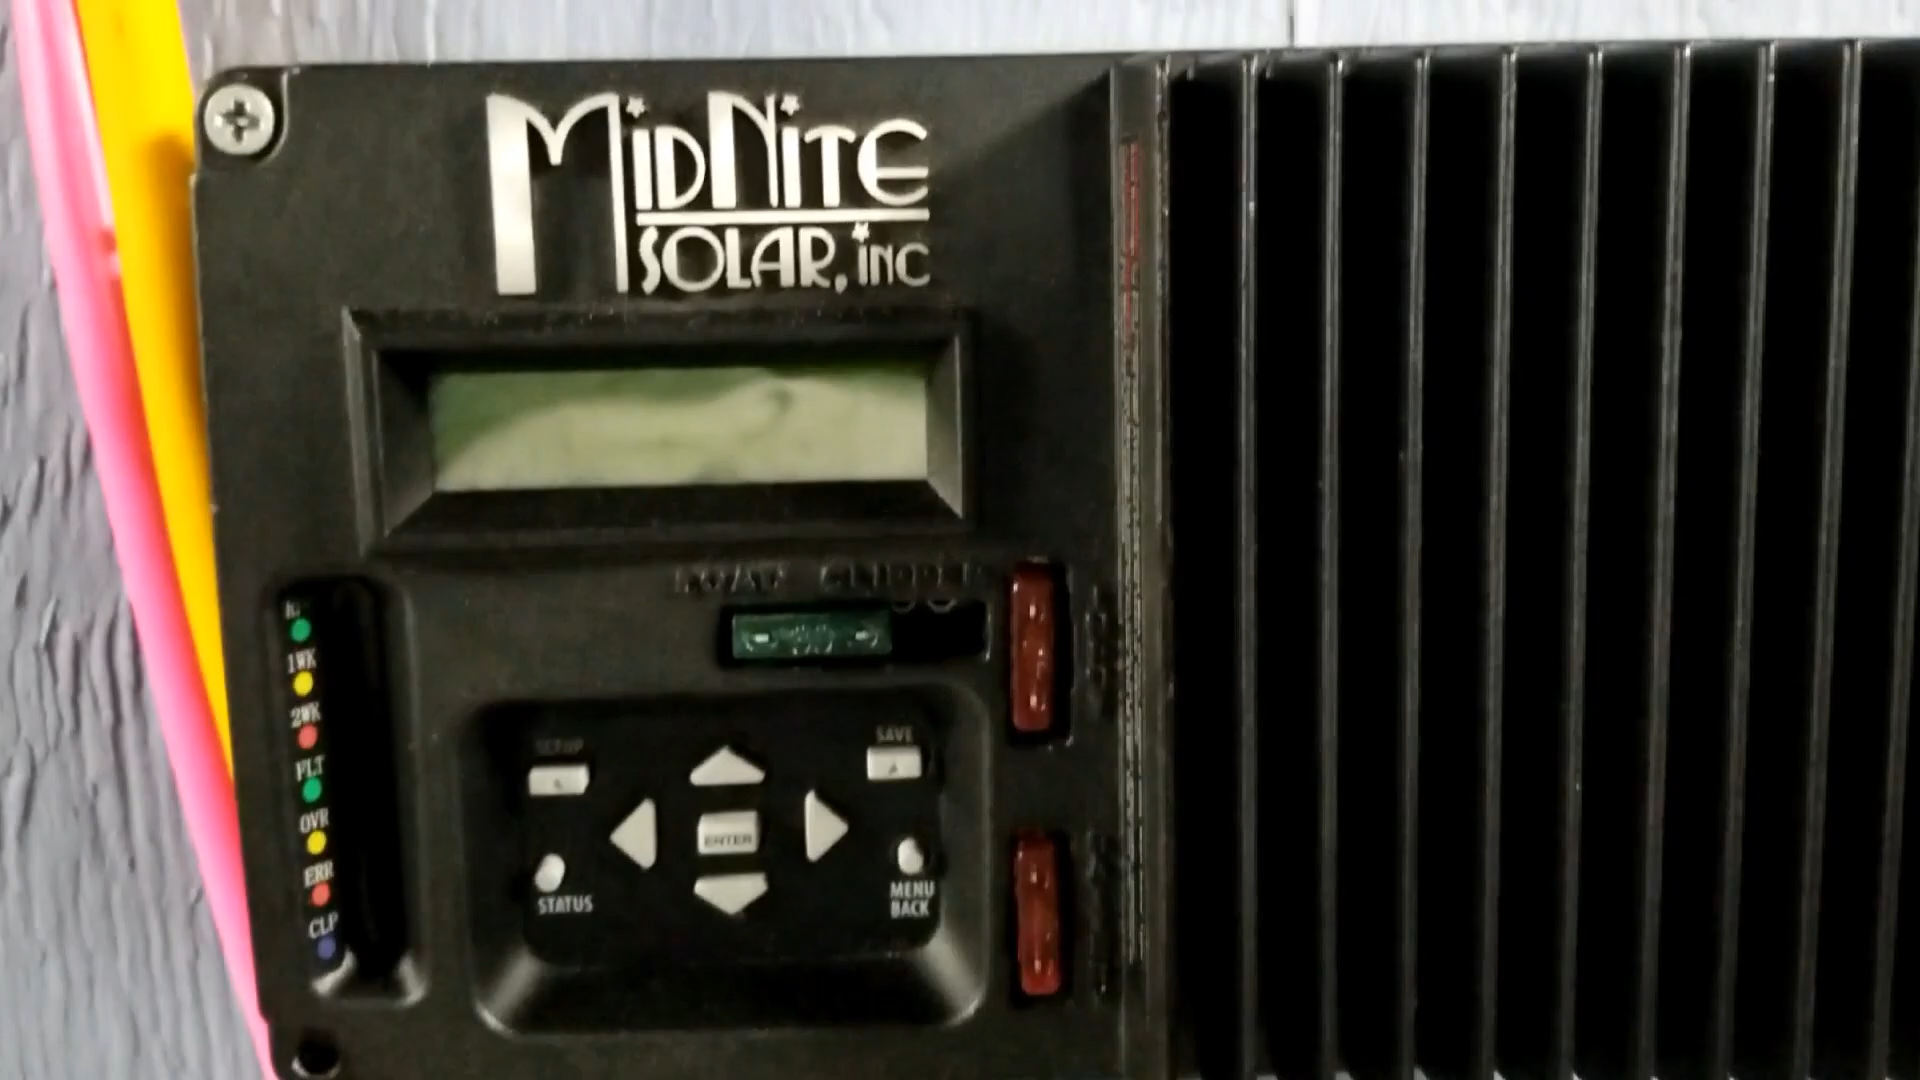 MIDNITE
SOLAR, INC
1WK
2WK
FLT
OVR
ERR
CLP
SETUP
SAVE
ENTER
STATUS
MENU
BACK